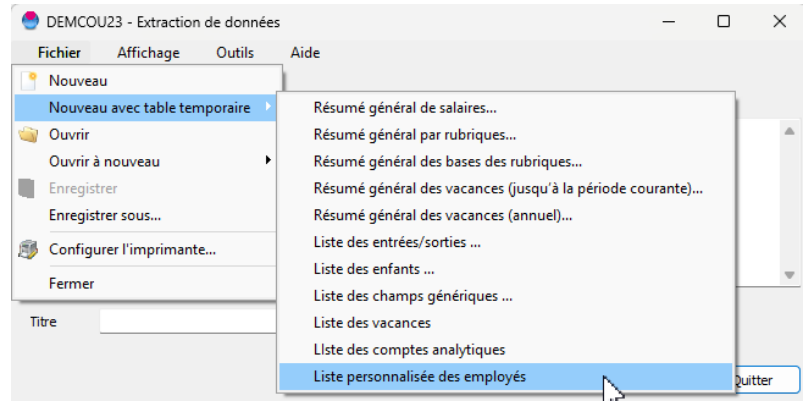 DEMCOU23 - Extraction de données
Fichier Affichage Outils Aide
Nouveau
Nouveau avec table temporaire
Ouvrir
Ouvrir à nouveau
Enregistrer
Enregistrer sous...
Configurer l'imprimante...
Fermer
Résumé général de salaires...
Résumé général par rubriques...
Résumé général des bases des rubriques...
Résumé général des vacances (jusqu'à la période courante)...
Résumé général des vacances (annuel)...
Liste des entrées/sorties ...
Liste des enfants ...
Liste des champs génériques ...
Liste des vacances
LIste des comptes analytiques
Liste personnalisée des employés
Titre
Quitter